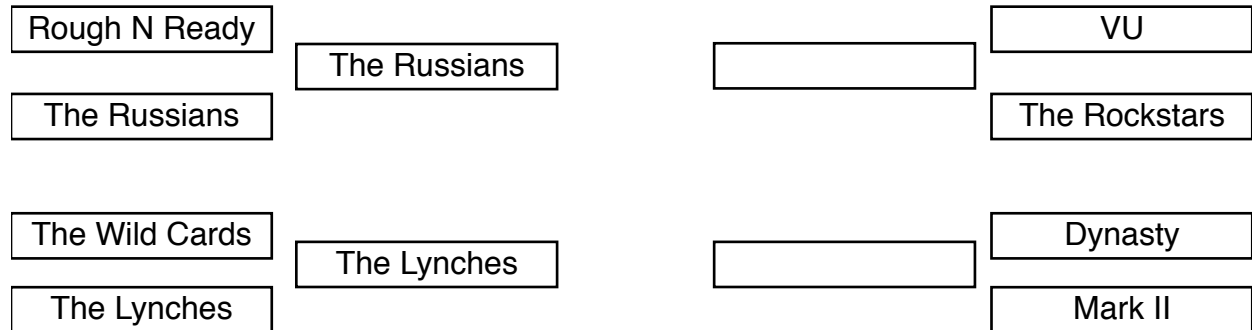 Rough N Ready
The Russians
The Russians
The Wild Cards
The Lynches
The Lynches
VU
The Rockstars
Dynasty
Mark II